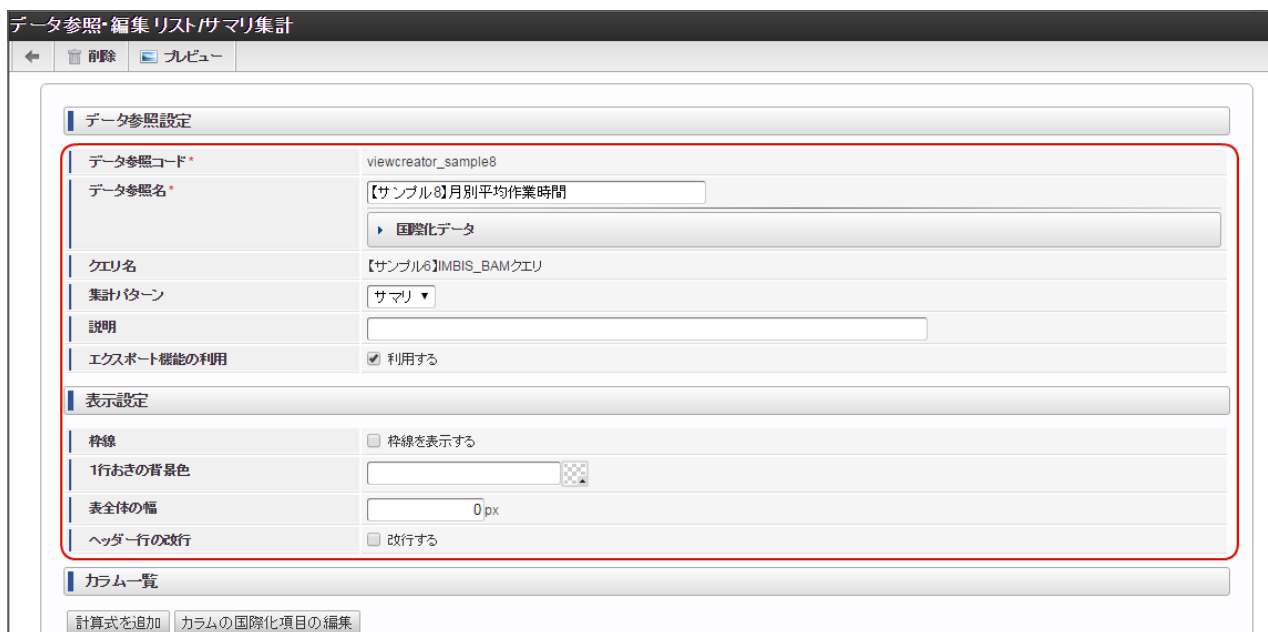 データ参照・編集 リスト/サマリ集計
削除 プレビュー
データ参照設定
データ参照コード* viewcreator_sample8
データ参照名* 【サンプル8】月別平均作業時間
国際化データ
クエリ名 【サンプル6】IMBIS_BAMクエリ
集計パターン サマリ
説明
エクスポート機能の利用 利用する
表示設定
枠線 枠線を表示する
1行おきの背景色
表全体の幅 0 px
ヘッダー行の改行 改行する
カラム一覧
計算式を追加 カラムの国際化項目の編集